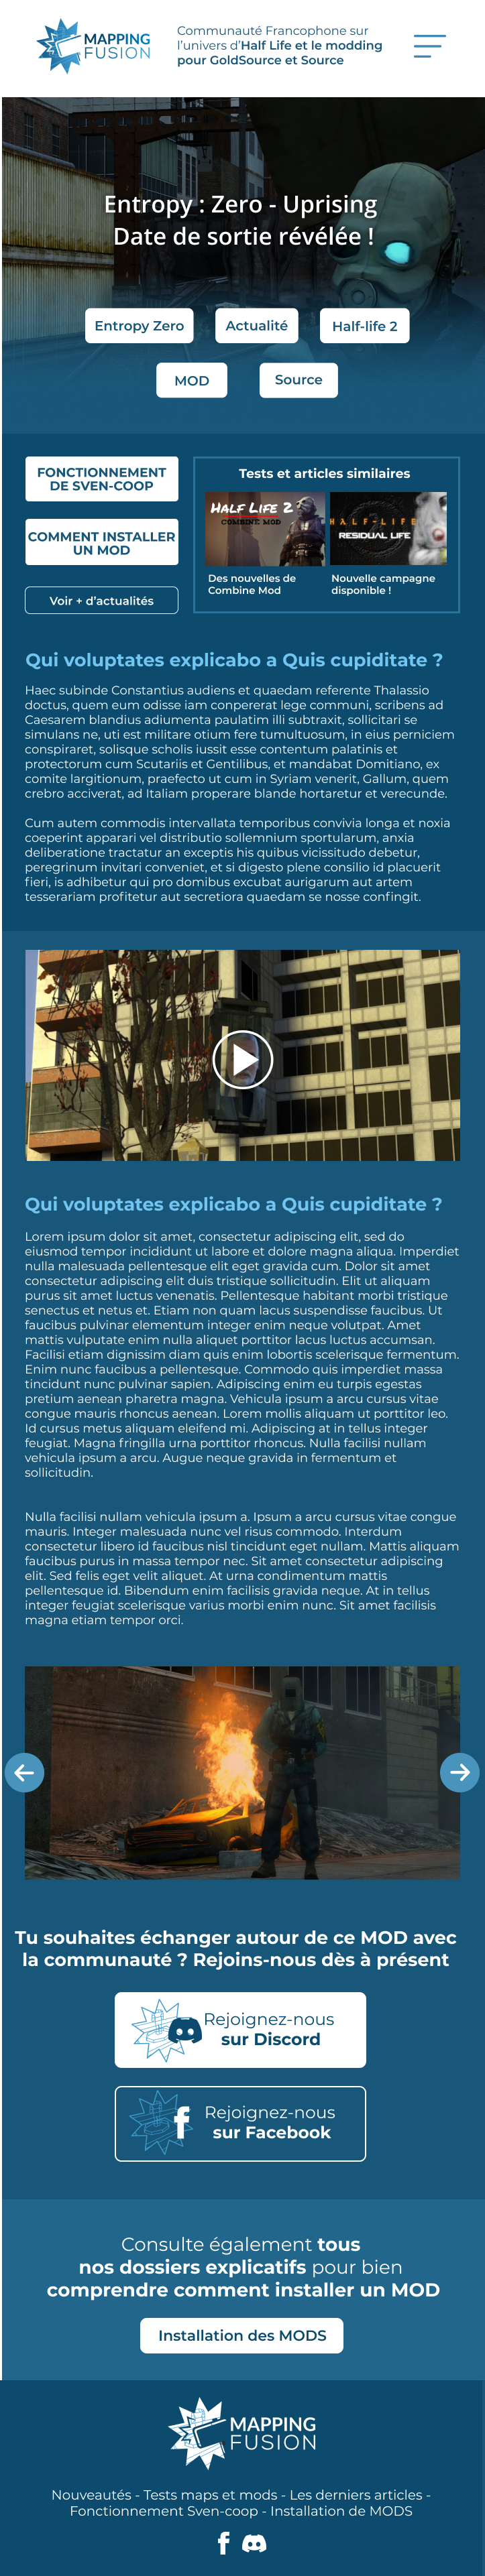 MAPPING
FUSION
Communauté Francophone sur
l'univers d'Half Life et le modding
pour GoldSource et Source
Entropy : Zero - Uprising
Date de sortie révélée !
Entropy Zero
Actualité
Half-life 2
MOD
Source
FONCTIONNEMENT
DE SVEN-COOP
COMMENT INSTALLER
UN MOD
Voir + d'actualités
Tests et articles similaires
HALF LIFE 2
COMBINE MOD
HALF-LIFE
RESIDUAL LIFE
Des nouvelles de
Combine Mod
Nouvelle campagne
disponible !
Qui voluptates explicabo a Quis cupiditate ?
Haec subinde Constantius audiens et quaedam referente Thalassio
doctus, quem eum odisse iam conpererat lege communi, scribens ad
Caesarem blandius adiumenta paulatim illi subtraxit, sollicitari se
simulans ne, uti est militare otium fere tumultuosum, in eius perniciem
conspiraret, solisque scholis iussit esse contentum palatinis et
protectorum cum Scutariis et Gentilibus, et mandabat Domitiano, ex
comite largitionum, praefecto ut cum in Syriam venerit, Gallum, quem
crebro acciverat, ad Italiam properare blande hortaretur et verecunde.
Cum autem commodis intervallata temporibus convivia longa et noxia
coeperint apparari vel distributio sollemnium sportularum, anxia
deliberatione tractatur an exceptis his quibus vicissitudo debetur,
peregrinum invitari conveniet, et si digesto plene consilio id placuerit
fieri, is adhibetur qui pro domibus excubat aurigarum aut artem
tesserariam profitetur aut secretiora quaedam se nosse confingit.
Qui voluptates explicabo a Quis cupiditate ?
Lorem ipsum dolor sit amet, consectetur adipiscing elit, sed do
eiusmod tempor incididunt ut labore et dolore magna aliqua. Imperdiet
nulla malesuada pellentesque elit eget gravida cum. Dolor sit amet
consectetur adipiscing elit duis tristique sollicitudin. Elit ut aliquam
purus sit amet luctus venenatis. Pellentesque habitant morbi tristique
senectus et netus et. Etiam non quam lacus suspendisse faucibus. Ut
faucibus pulvinar elementum integer enim neque volutpat. Amet
mattis vulputate enim nulla aliquet porttitor lacus luctus accumsan.
Facilisi etiam dignissim diam quis enim lobortis scelerisque fermentum.
Enim nunc faucibus a pellentesque. Commodo quis imperdiet massa
tincidunt nunc pulvinar sapien. Adipiscing enim eu turpis egestas
pretium aenean pharetra magna. Vehicula ipsum a arcu cursus vitae
congue mauris rhoncus aenean. Lorem mollis aliquam ut porttitor leo.
Id cursus metus aliquam eleifend mi. Adipiscing at in tellus integer
feugiat. Magna fringilla urna porttitor rhoncus. Nulla facilisi nullam
vehicula ipsum a arcu. Augue neque gravida in fermentum et
sollicitudin.
Nulla facilisi nullam vehicula ipsum a. Ipsum a arcu cursus vitae congue
mauris. Integer malesuada nunc vel risus commodo. Interdum
consectetur libero id faucibus nisl tincidunt eget nullam. Mattis aliquam
faucibus purus in massa tempor nec. Sit amet consectetur adipiscing
elit. Sed felis eget velit aliquet. At urna condimentum mattis
pellentesque id. Bibendum enim facilisis gravida neque. At in tellus
integer feugiat scelerisque varius morbi enim nunc. Sit amet facilisis
magna etiam tempor orci.
Tu souhaites échanger autour de ce MOD avec
la communauté ? Rejoins-nous dès à présent
Rejoignez-nous
sur Discord
Rejoignez-nous
sur Facebook
Consulte également tous
nos dossiers explicatifs pour bien
comprendre comment installer un MOD
Installation des MODS
MAPPING
FUSION
Nouveautés - Tests maps et mods - Les derniers articles -
Fonctionnement Sven-coop - Installation de MODS